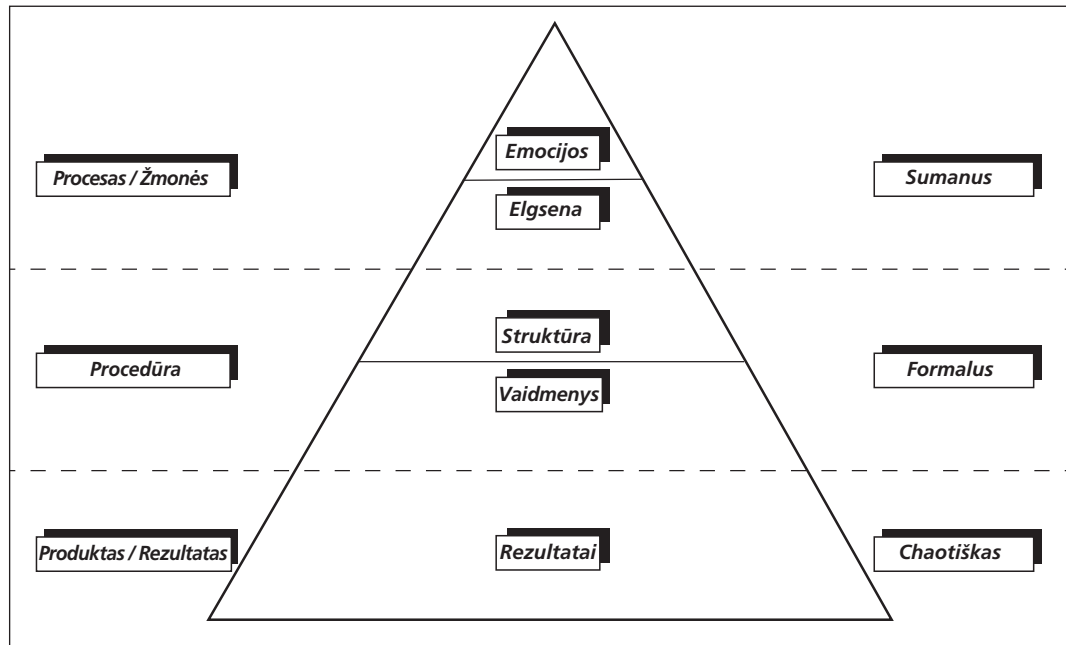 Emocijos
Procesas / Žmonės
Sumanus
Elgsena
Struktūra
Procedūra
Formalus
Vaidmenys
Produktas / Rezultatas
Rezultatai
Chaotiškas